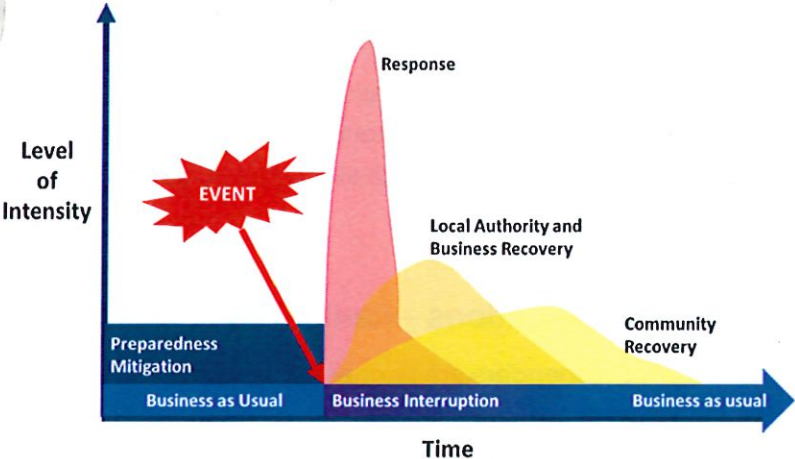 Response
Level
of
Intensity
EVENT
Local Authority and
Business Recovery
Community
Recovery
Preparedness
Mitigation
Business as Usual
Business Interruption
Business as usual
Time